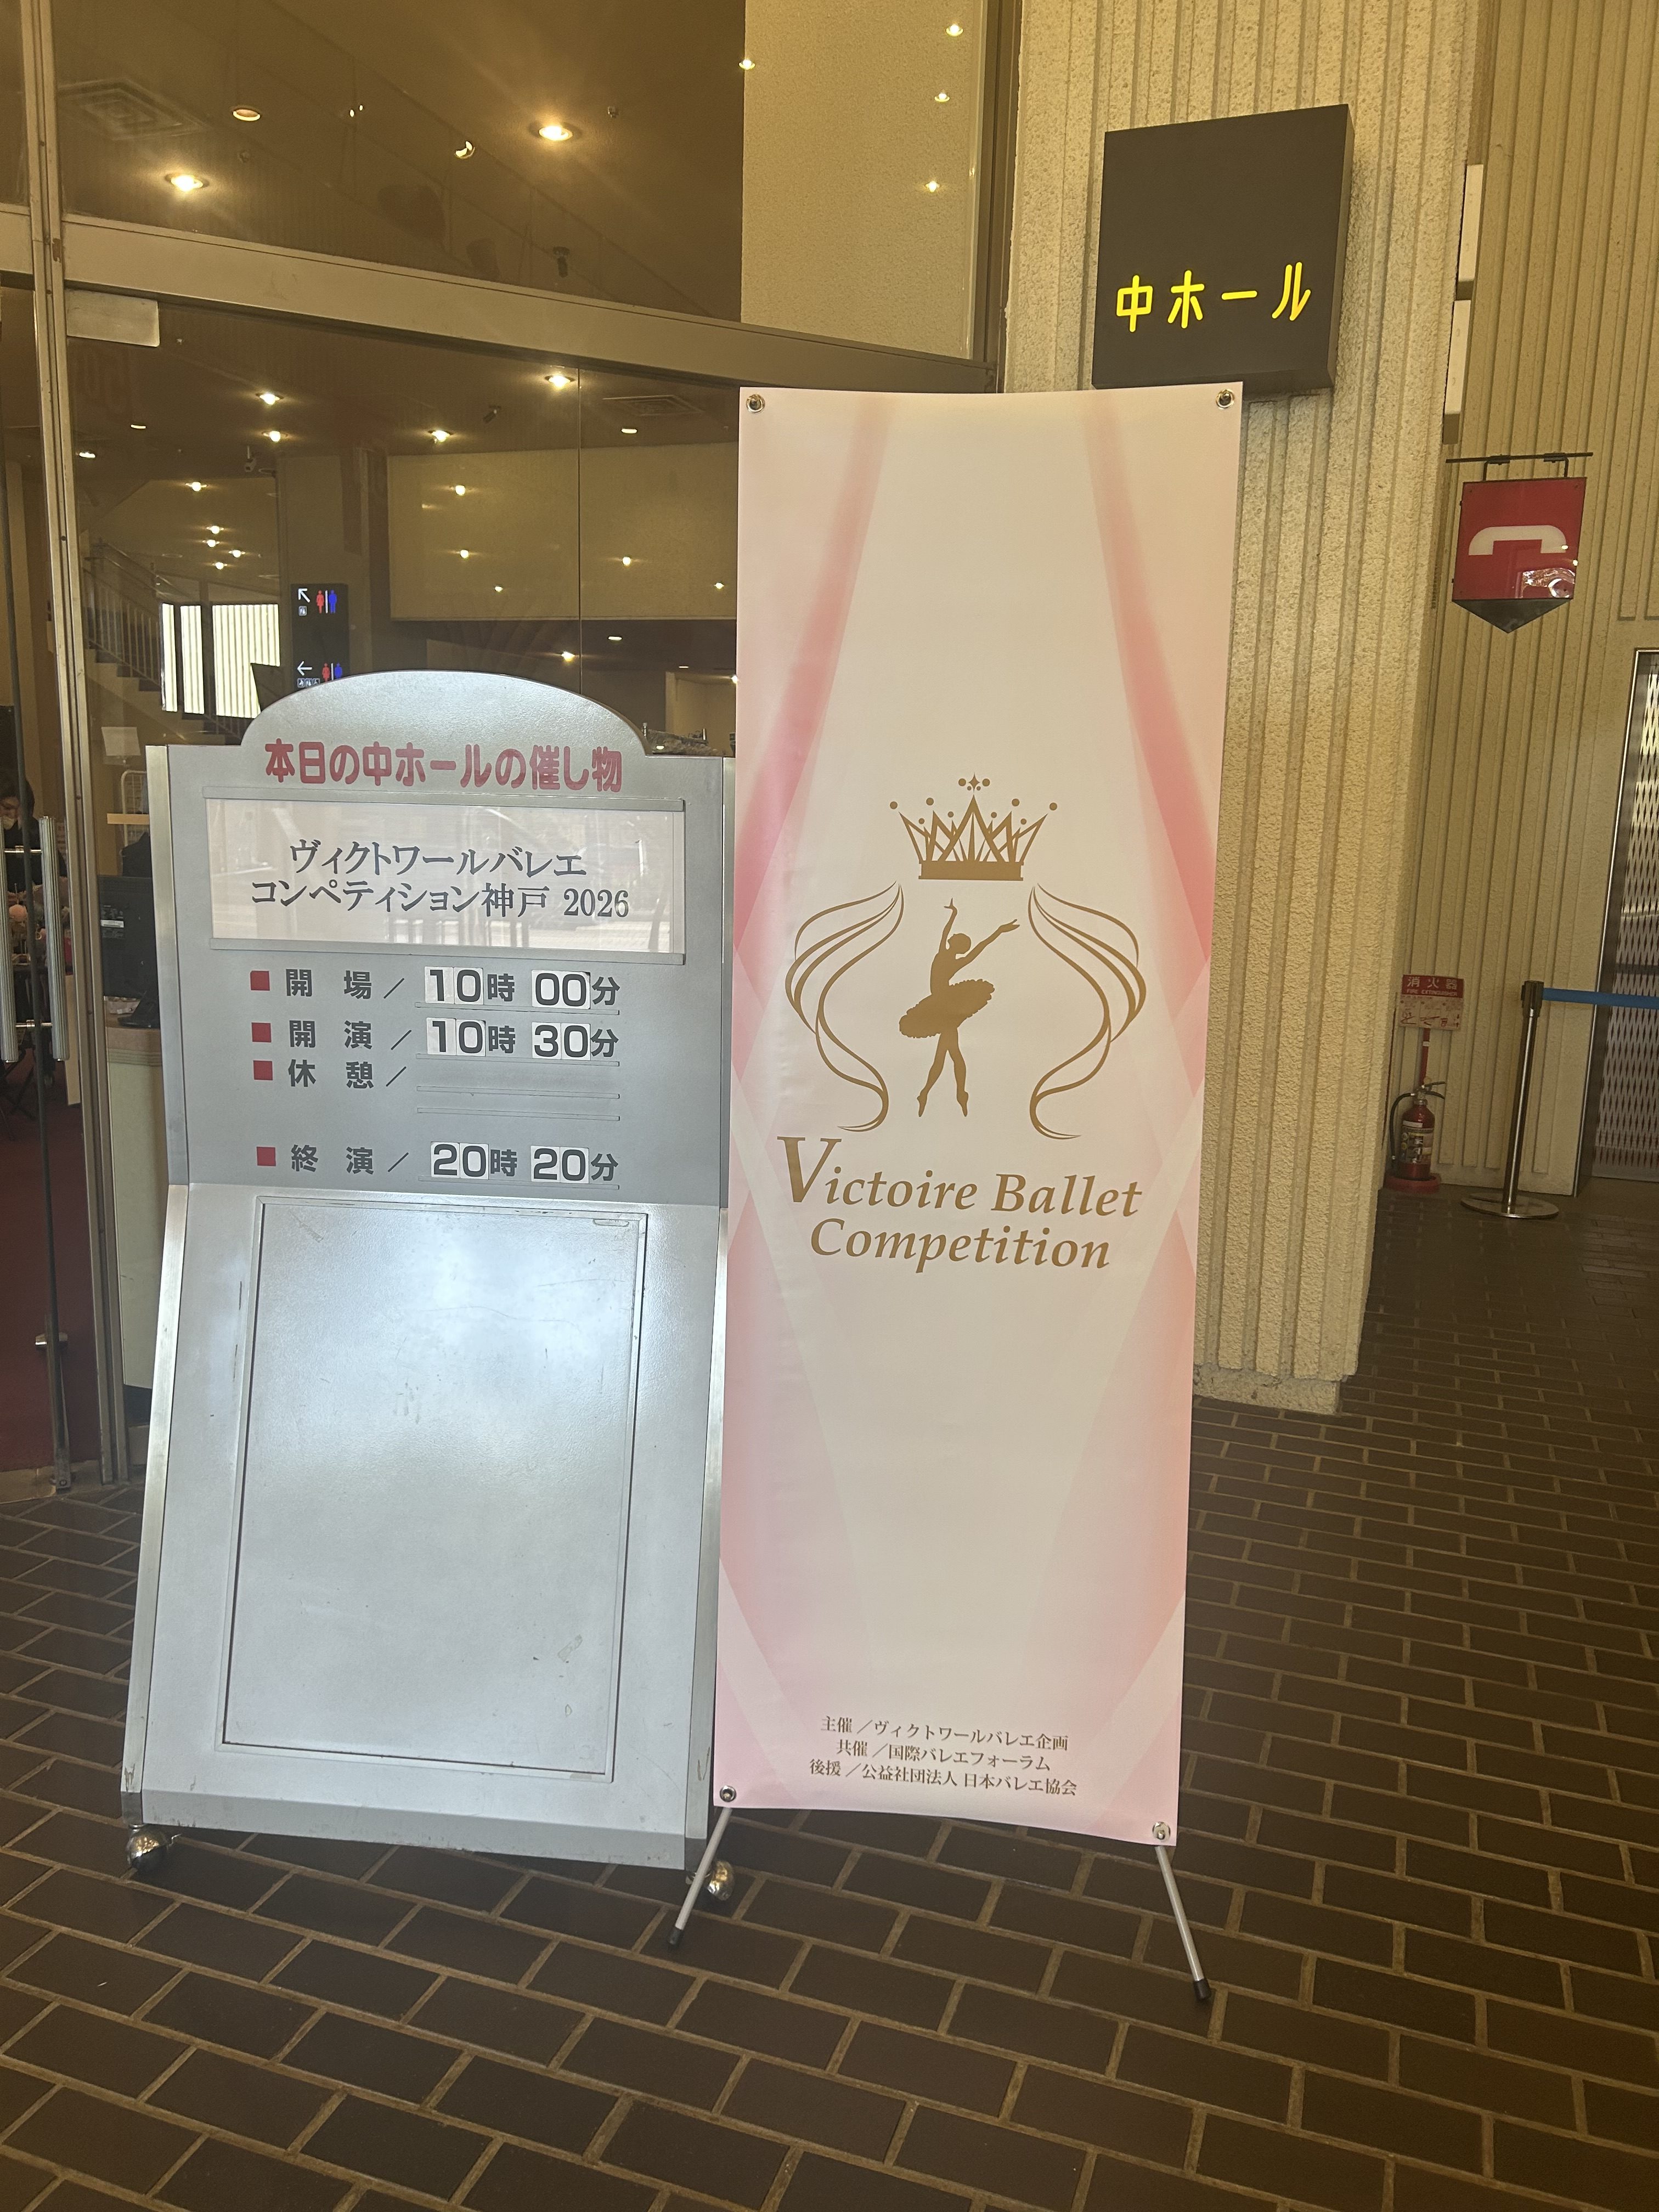 中ホール
本日の中ホールの催し物
ヴィクトワールバレエ
コンペティション神戸 2026
開 場 / 10時 00分
開 演 / 10時 30分
休 憩 /
終 演 / 20時 20分
Victoire Ballet
Competition
主催 / ヴィクトワールバレエ企画
共催 / 国際バレエフォーラム
後援 / 公益社団法人 日本バレエ協会
消火器
FIRE EXTINGUISHER